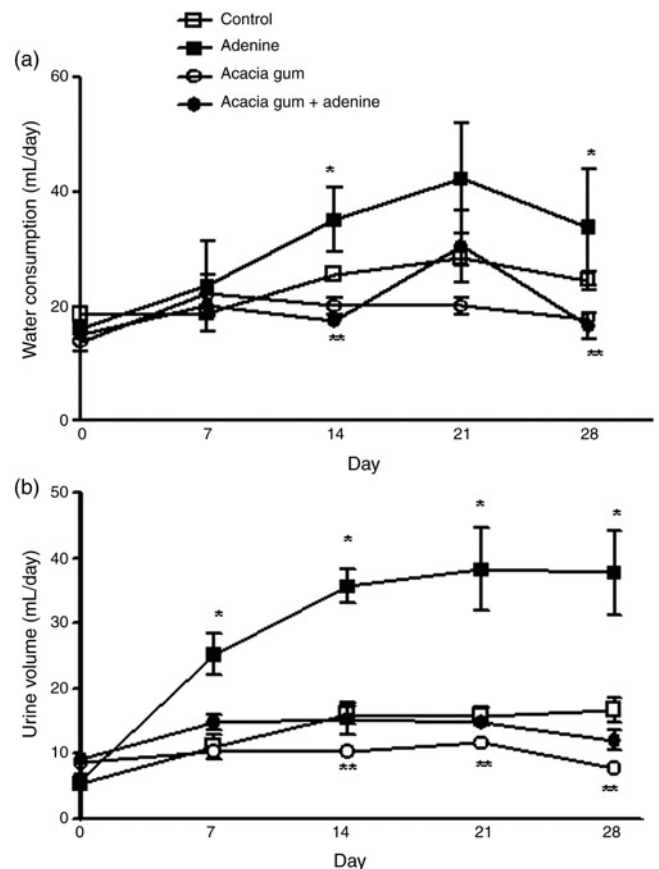 Control
Adenine
Acacia gum
Acacia gum + adenine
(a)
60
40
20
0
Water consumption (mL/day)
*
*
**
**
0 7 14 21 28
Day
(b)
50
40
30
20
10
0
Urine volume (mL/day)
*
*
*
*
**
**
**
0 7 14 21 28
Day